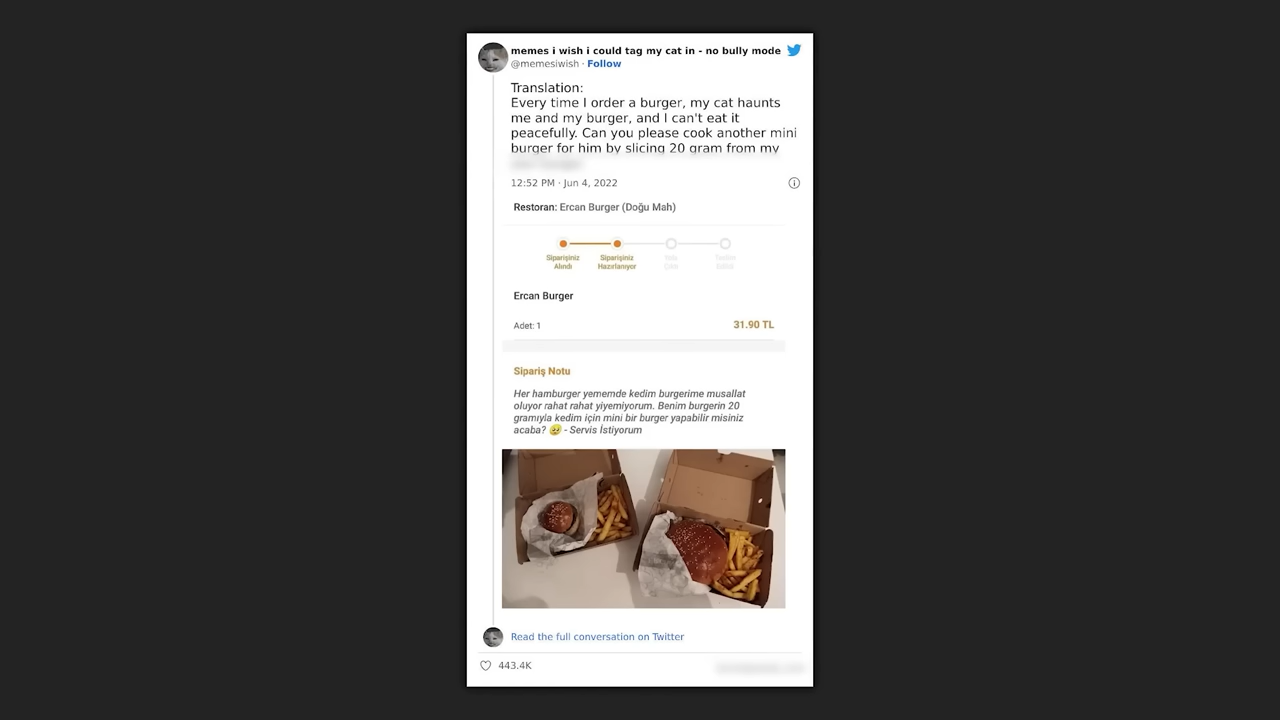 memes i wish i could tag my cat in - no bully mode
@memesiwish · Follow
Translation:
Every time I order a burger, my cat haunts
me and my burger, and I can't eat it
peacefully. Can you please cook another mini
burger for him by slicing 20 gram from my
12:52 PM · Jun 4, 2022
Restoran: Ercan Burger (Doğu Mah)
Siparişiniz Alındı
Siparişiniz Hazırlanıyor
Ercan Burger
Adet: 1
31.90 TL
Sipariş Notu
Her hamburger yememde kedim burgerime musallat
oluyor rahat rahat yiyemiyorum. Benim burgerin 20
gramıyla kedim için mini bir burger yapabilir misiniz
acaba? 🥺 - Servis İstiyorum
Read the full conversation on Twitter
443.4K